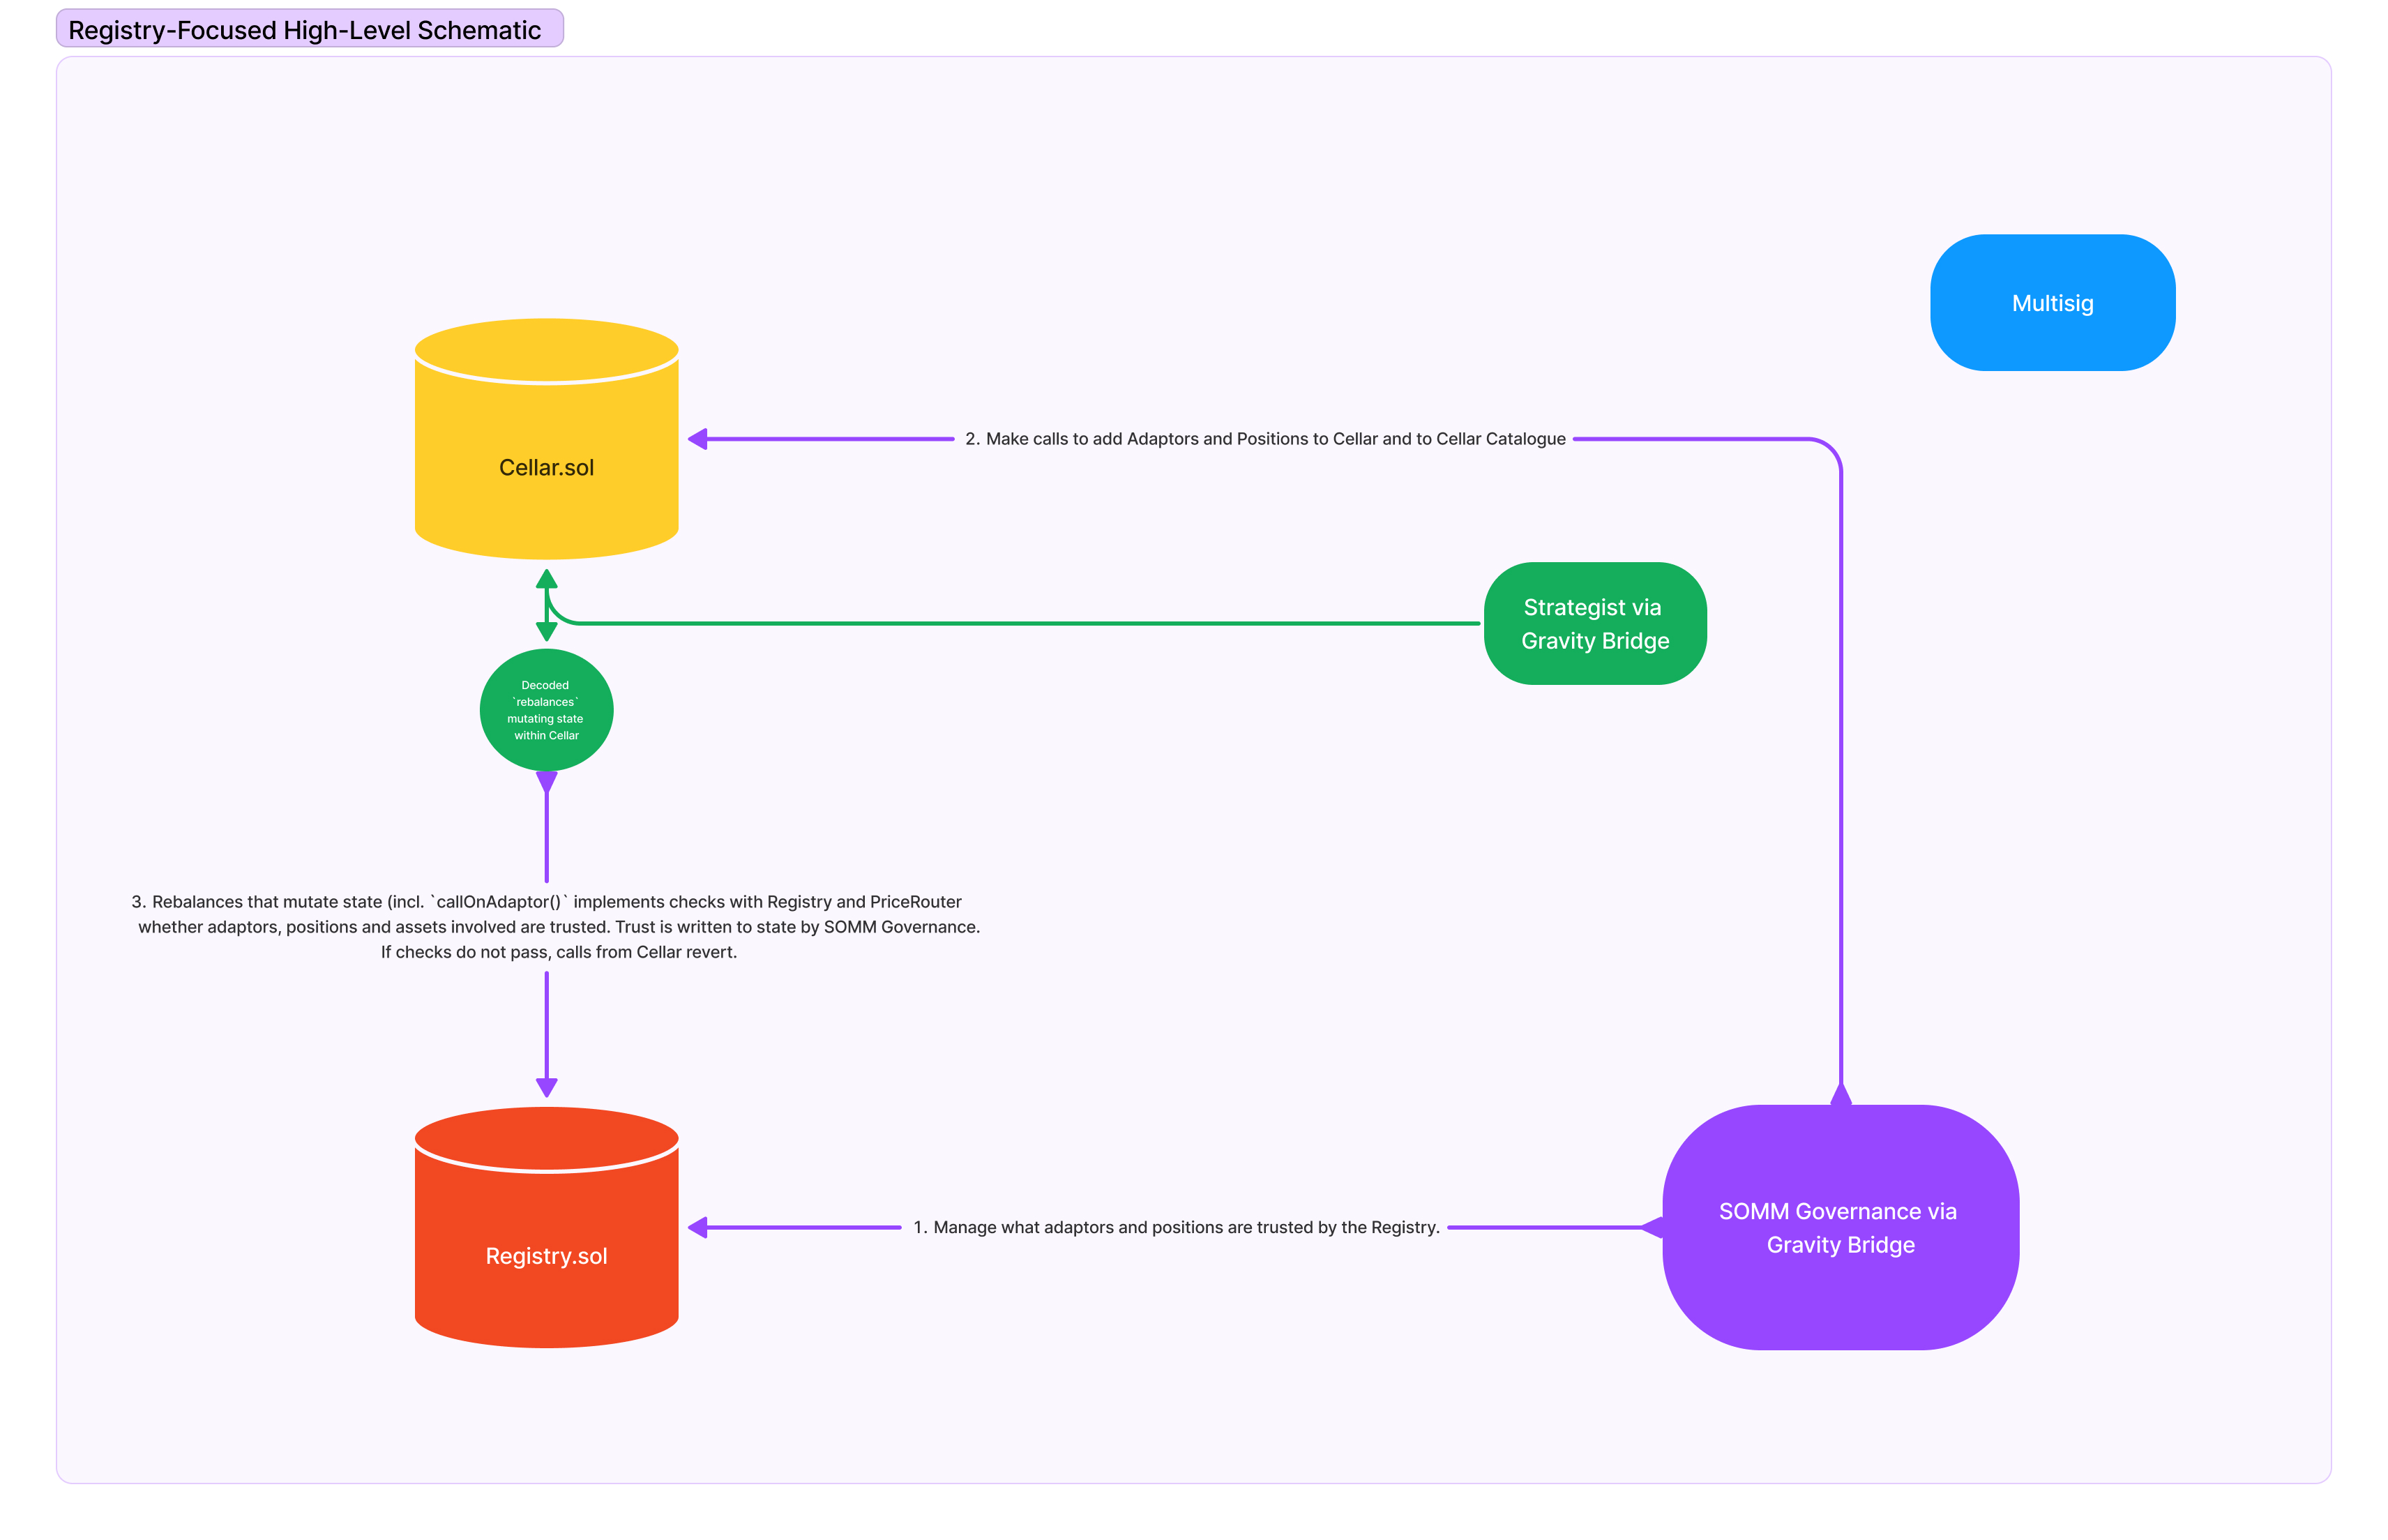 Registry-Focused High-Level Schematic
Multisig
2. Make calls to add Adaptors and Positions to Cellar and to Cellar Catalogue
Cellar.sol
Strategist via
Gravity Bridge
Decoded
`rebalances`
mutating state
within Cellar
3. Rebalances that mutate state (incl. `callOnAdaptor()` implements checks with Registry and PriceRouter
whether adaptors, positions and assets involved are trusted. Trust is written to state by SOMM Governance.
If checks do not pass, calls from Cellar revert.
Registry.sol
1. Manage what adaptors and positions are trusted by the Registry.
SOMM Governance via
Gravity Bridge